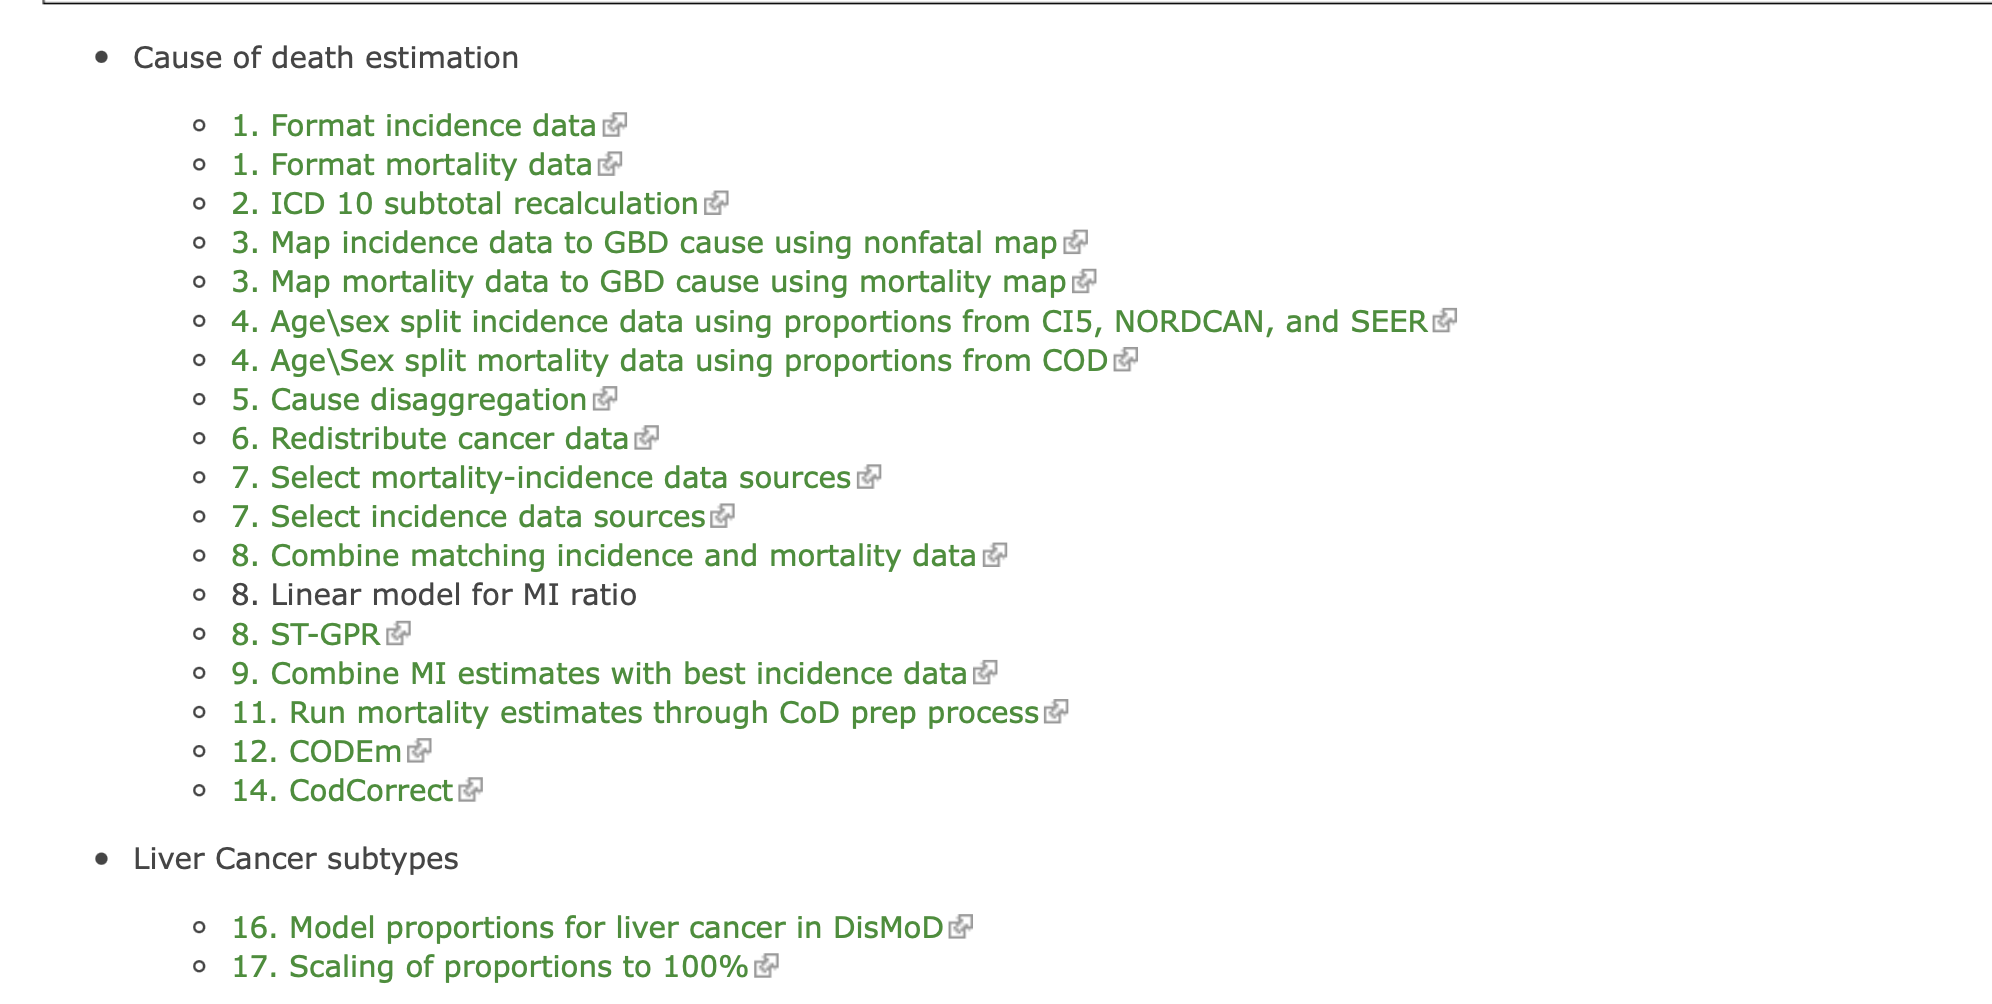 Cause of death estimation
1. Format incidence data
1. Format mortality data
2. ICD 10 subtotal recalculation
3. Map incidence data to GBD cause using nonfatal map
3. Map mortality data to GBD cause using mortality map
4. Age\sex split incidence data using proportions from CI5, NORDCAN, and SEER
4. Age\Sex split mortality data using proportions from COD
5. Cause disaggregation
6. Redistribute cancer data
7. Select mortality-incidence data sources
7. Select incidence data sources
8. Combine matching incidence and mortality data
8. Linear model for MI ratio
8. ST-GPR
9. Combine MI estimates with best incidence data
11. Run mortality estimates through CoD prep process
12. CODEm
14. CodCorrect
Liver Cancer subtypes
16. Model proportions for liver cancer in DisMoD
17. Scaling of proportions to 100%